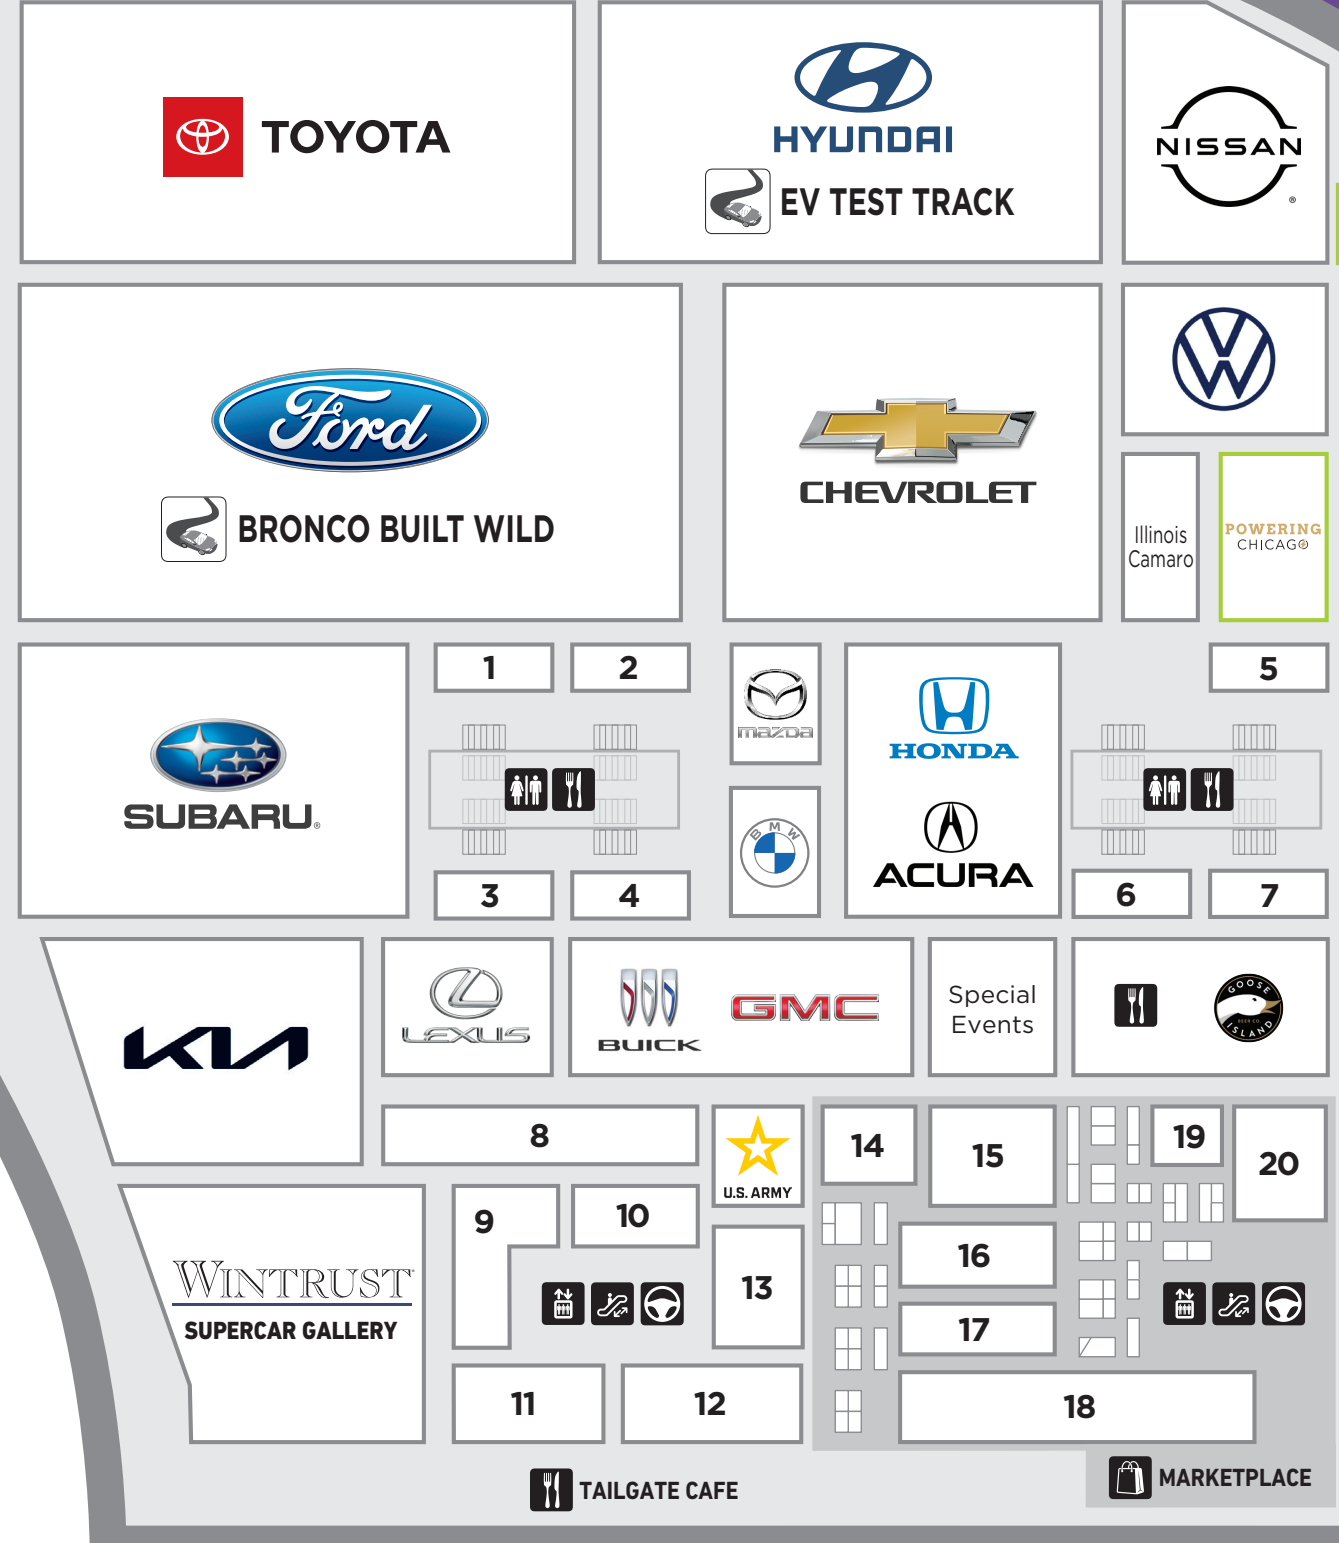 TOYOTA
HYUNDAI
EV TEST TRACK
NISSAN
®
Ford
BRONCO BUILT WILD
CHEVROLET
Illinois
Camaro
POWERING
CHICAGO
SUBARU®
1
2
3
4
mazda
BMW
HONDA
ACURA
5
6
7
KIA
LEXUS
BUICK
GMC
Special
Events
GOOSE
BEER CO.
ISLAND
8
U.S. ARMY
WINTRUST
SUPERCAR GALLERY
9
10
11
12
13
14
15
16
17
18
19
20
TAILGATE CAFE
MARKETPLACE